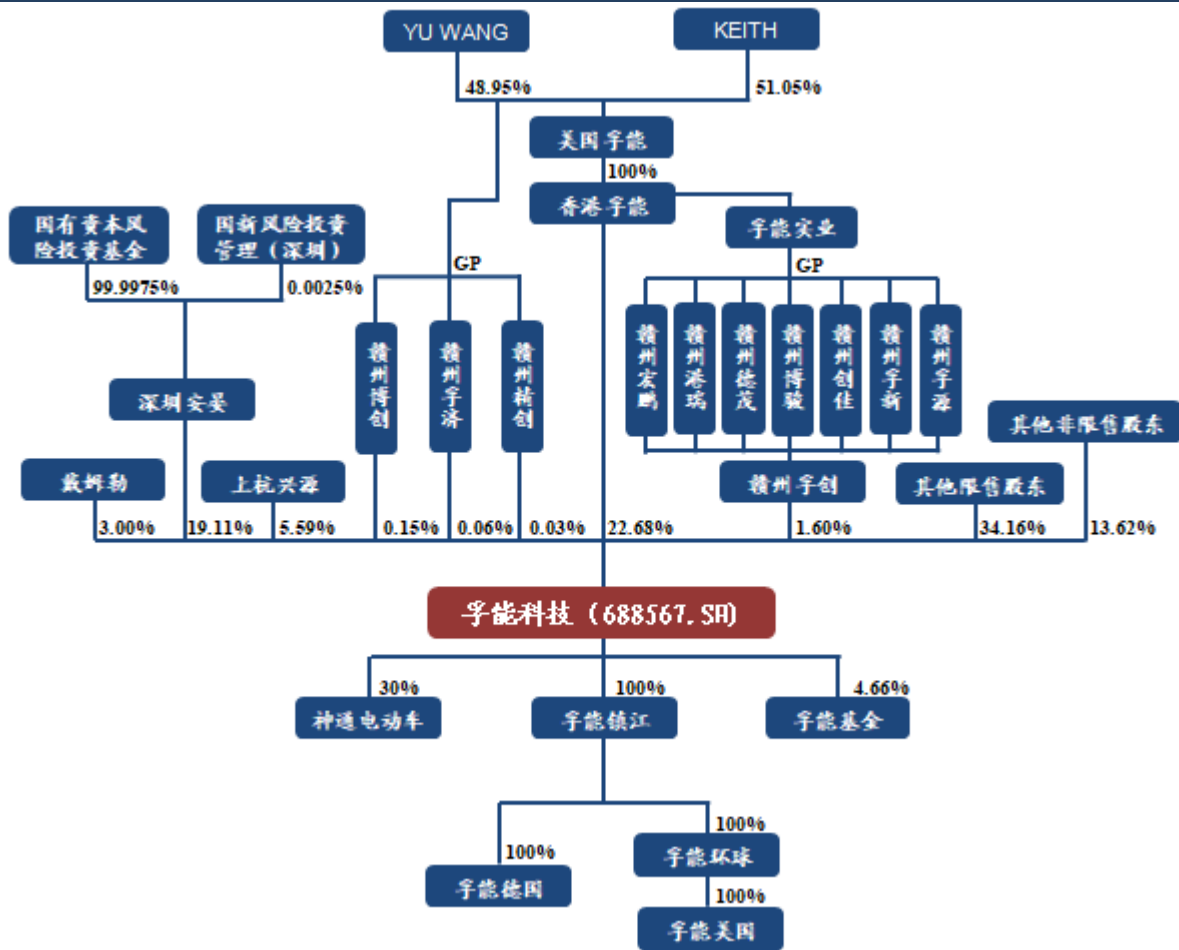 YU WANG
KEITH
48.95%
51.05%
美国孚能
100%
香港孚能
国有资本风
险投资基金
国新风险投资
管理（深圳）
孚能实业
GP
GP
99.9975%
0.0025%
赣州博创
赣州孚济
赣州精创
赣州宏鹏
赣州港瑞
赣州德茂
赣州博骏
赣州创佳
赣州孚新
赣州孚源
深圳安晏
其他非限售股东
戴姆勒
上杭兴源
赣州孚创
其他限售股东
3.00%
19.11%
5.59%
0.15%
0.06%
0.03%
22.68%
1.60%
34.16%
13.62%
孚能科技（688567.SH）
30%
100%
4.66%
神通电动车
孚能镇江
孚能基金
100%
100%
孚能环球
孚能德国
100%
孚能美国